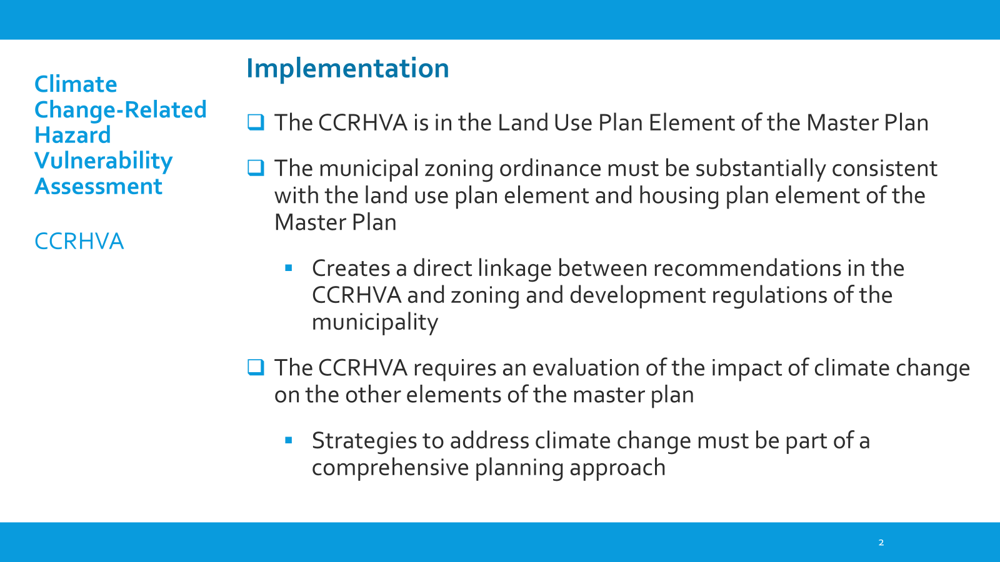 Climate
Change-Related
Hazard
Vulnerability
Assessment
CCRHVA
Implementation
The CCRHVA is in the Land Use Plan Element of the Master Plan
The municipal zoning ordinance must be substantially consistent
with the land use plan element and housing plan element of the
Master Plan
Creates a direct linkage between recommendations in the
CCRHVA and zoning and development regulations of the
municipality
The CCRHVA requires an evaluation of the impact of climate change
on the other elements of the master plan
Strategies to address climate change must be part of a
comprehensive planning approach
2